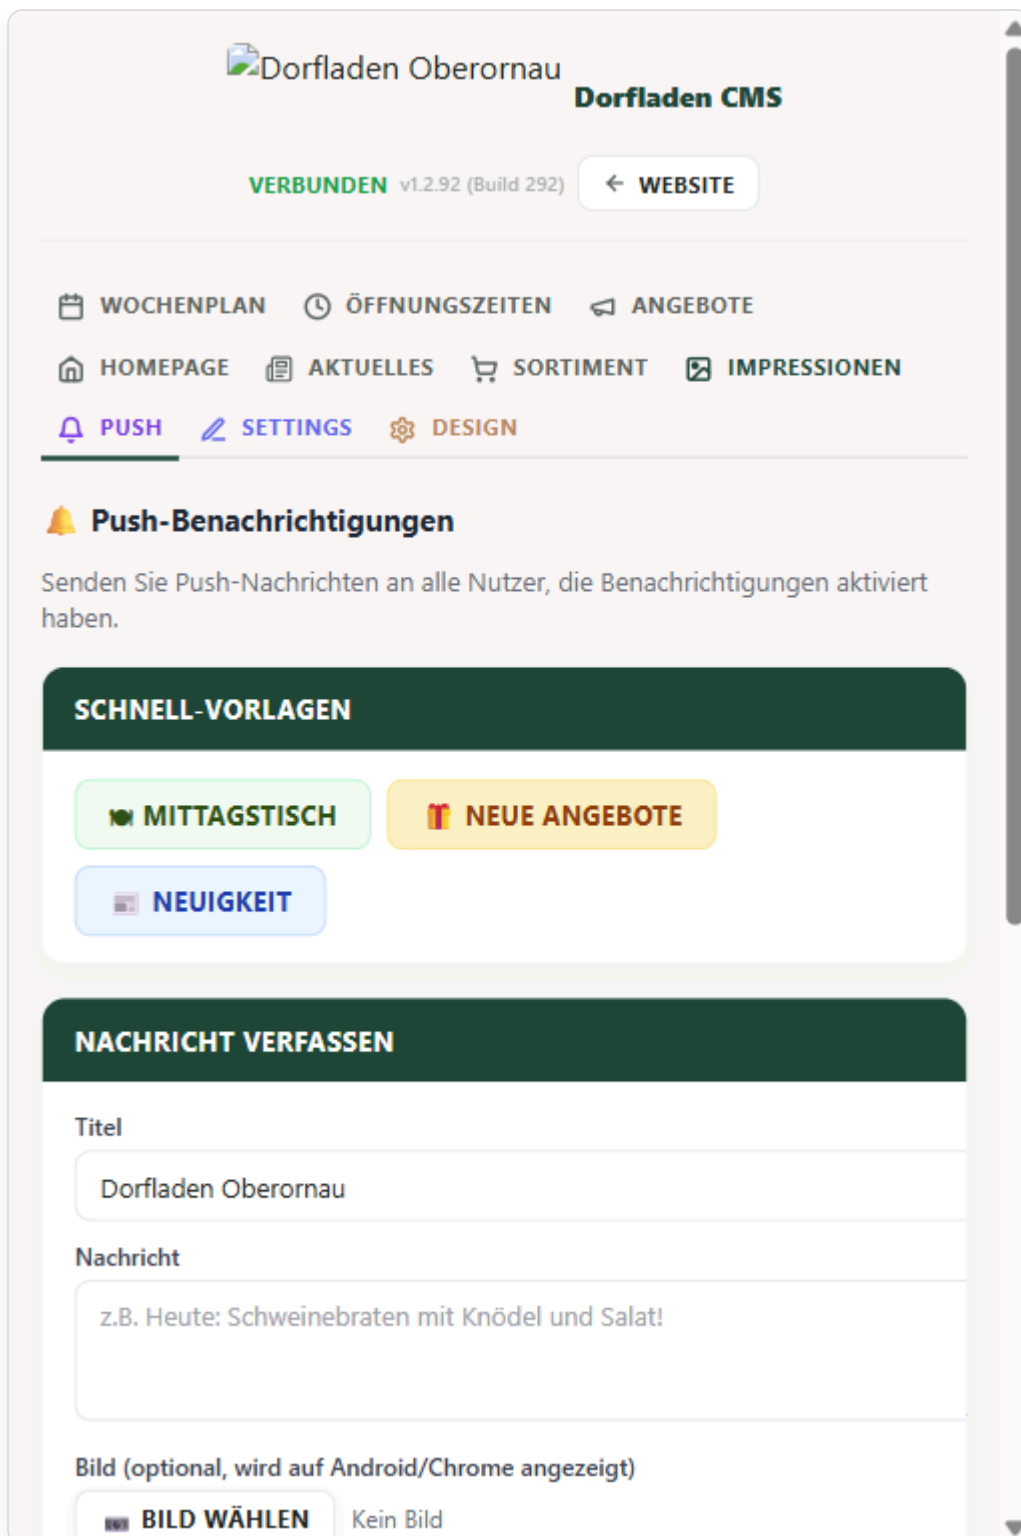 Dorfladen Oberornau
Dorfladen CMS
VERBUNDEN v1.2.92 (Build 292) ← WEBSITE
WOCHENPLAN ÖFFNUNGSZEITEN ANGEBOTE
HOMEPAGE AKTUELLES SORTIMENT IMPRESSIONEN
PUSH SETTINGS DESIGN
Push-Benachrichtigungen
Senden Sie Push-Nachrichten an alle Nutzer, die Benachrichtigungen aktiviert
haben.
SCHNELL-VORLAGEN
MITTAGSTISCH NEUE ANGEBOTE
NEUIGKEIT
NACHRICHT VERFASSEN
Titel
Dorfladen Oberornau
Nachricht
z.B. Heute: Schweinebraten mit Knödel und Salat!
Bild (optional, wird auf Android/Chrome angezeigt)
BILD WÄHLEN Kein Bild